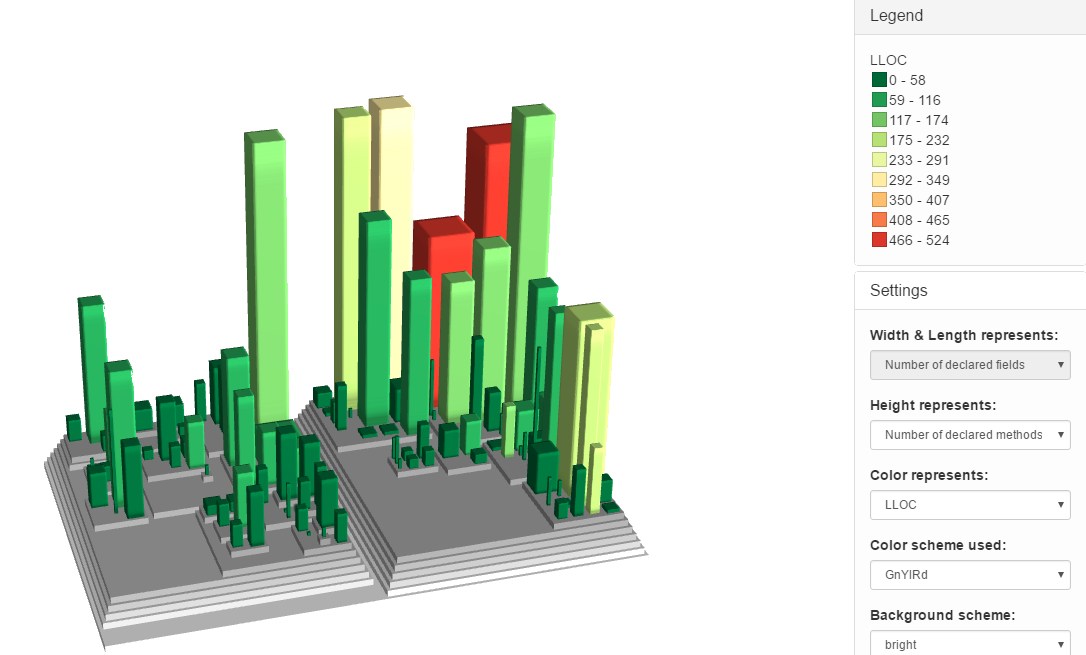 Legend
LLOC
0 - 58
59 - 116
117 - 174
175 - 232
233 - 291
292 - 349
350 - 407
408 - 465
466 - 524
Settings
Width & Length represents:
Number of declared fields
Height represents:
Number of declared methods
Color represents:
LLOC
Color scheme used:
GnYlRd
Background scheme:
bright